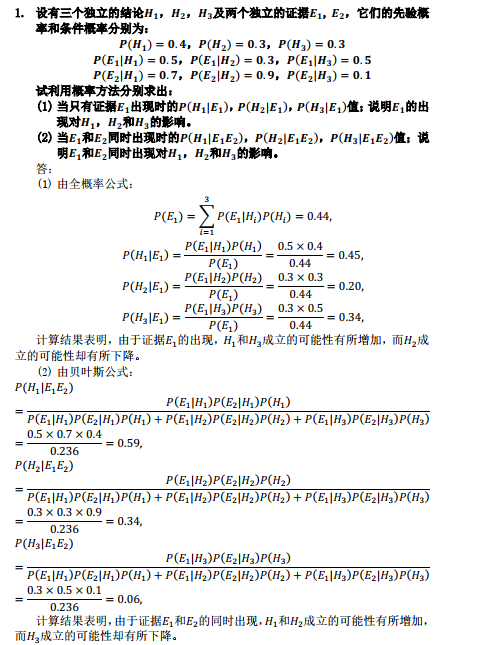 1. 设有三个独立的结论H₁，H₂，H₃及两个独立的证据E₁，E₂，它们的先验概
率和条件概率分别为：
P(H₁) = 0.4，P(H₂) = 0.3，P(H₃) = 0.3
P(E₁|H₁) = 0.5，P(E₁|H₂) = 0.3，P(E₁|H₃) = 0.5
P(E₂|H₁) = 0.7，P(E₂|H₂) = 0.9，P(E₂|H₃) = 0.1
试利用概率方法分别求出：
(1) 当只有证据E₁出现时的P(H₁|E₁)，P(H₂|E₁)，P(H₃|E₁)值；说明E₁的出
现对H₁，H₂和H₃的影响。
(2) 当E₁和E₂同时出现时的P(H₁|E₁E₂)，P(H₂|E₁E₂)，P(H₃|E₁E₂)值；说
明E₁和E₂同时出现对H₁，H₂和H₃的影响。
答：
(1) 由全概率公式：
P(E₁) = ∑_{i=1}^{3} P(E₁|Hᵢ)P(Hᵢ) = 0.44,
P(H₁|E₁) = P(E₁|H₁)P(H₁) / P(E₁) = 0.5 × 0.4 / 0.44 = 0.45,
P(H₂|E₁) = P(E₁|H₂)P(H₂) / P(E₁) = 0.3 × 0.3 / 0.44 = 0.20,
P(H₃|E₁) = P(E₁|H₃)P(H₃) / P(E₁) = 0.3 × 0.5 / 0.44 = 0.34,
计算结果表明，由于证据E₁的出现，H₁和H₃成立的可能性有所增加，而H₂成
立的可能性却有所下降。
(2) 由贝叶斯公式：
P(H₁|E₁E₂)
= P(E₁|H₁)P(E₂|H₁)P(H₁) / P(E₁|H₁)P(E₂|H₁)P(H₁) + P(E₁|H₂)P(E₂|H₂)P(H₂) + P(E₁|H₃)P(E₂|H₃)P(H₃)
= 0.5 × 0.7 × 0.4 / 0.236 = 0.59,
P(H₂|E₁E₂)
= P(E₁|H₂)P(E₂|H₂)P(H₂) / P(E₁|H₁)P(E₂|H₁)P(H₁) + P(E₁|H₂)P(E₂|H₂)P(H₂) + P(E₁|H₃)P(E₂|H₃)P(H₃)
= 0.3 × 0.3 × 0.9 / 0.236 = 0.34,
P(H₃|E₁E₂)
= P(E₁|H₃)P(E₂|H₃)P(H₃) / P(E₁|H₁)P(E₂|H₁)P(H₁) + P(E₁|H₂)P(E₂|H₂)P(H₂) + P(E₁|H₃)P(E₂|H₃)P(H₃)
= 0.3 × 0.5 × 0.1 / 0.236 = 0.06,
计算结果表明，由于证据E₁和E₂的同时出现，H₁和H₂成立的可能性有所增加，
而H₃成立的可能性却有所下降。